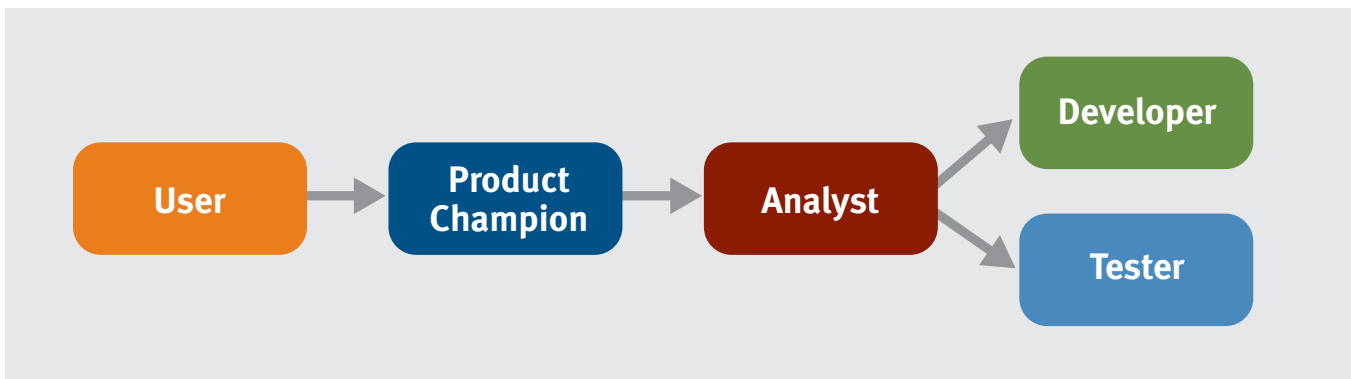 User
Product
Champion
Analyst
Developer
Tester